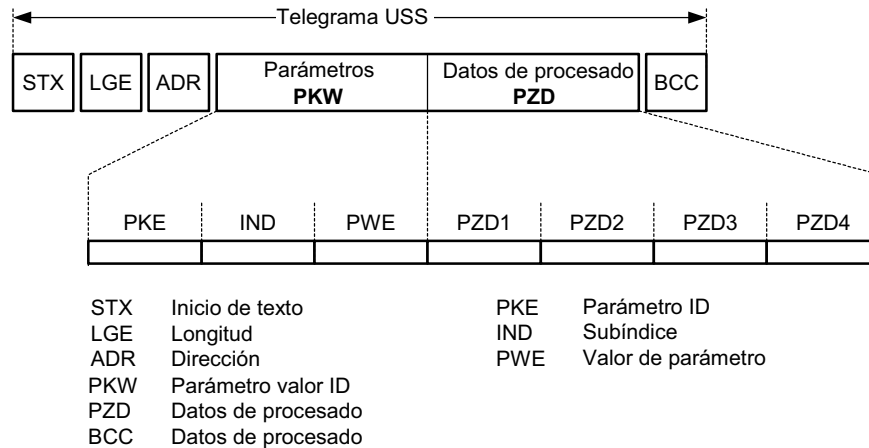 Telegrama USS
STX LGE ADR Parámetros PKW Datos de procesado PZD BCC
PKE IND PWE PZD1 PZD2 PZD3 PZD4
STX Inicio de texto
LGE Longitud
ADR Dirección
PKW Parámetro valor ID
PZD Datos de procesado
BCC Datos de procesado
PKE Parámetro ID
IND Subíndice
PWE Valor de parámetro